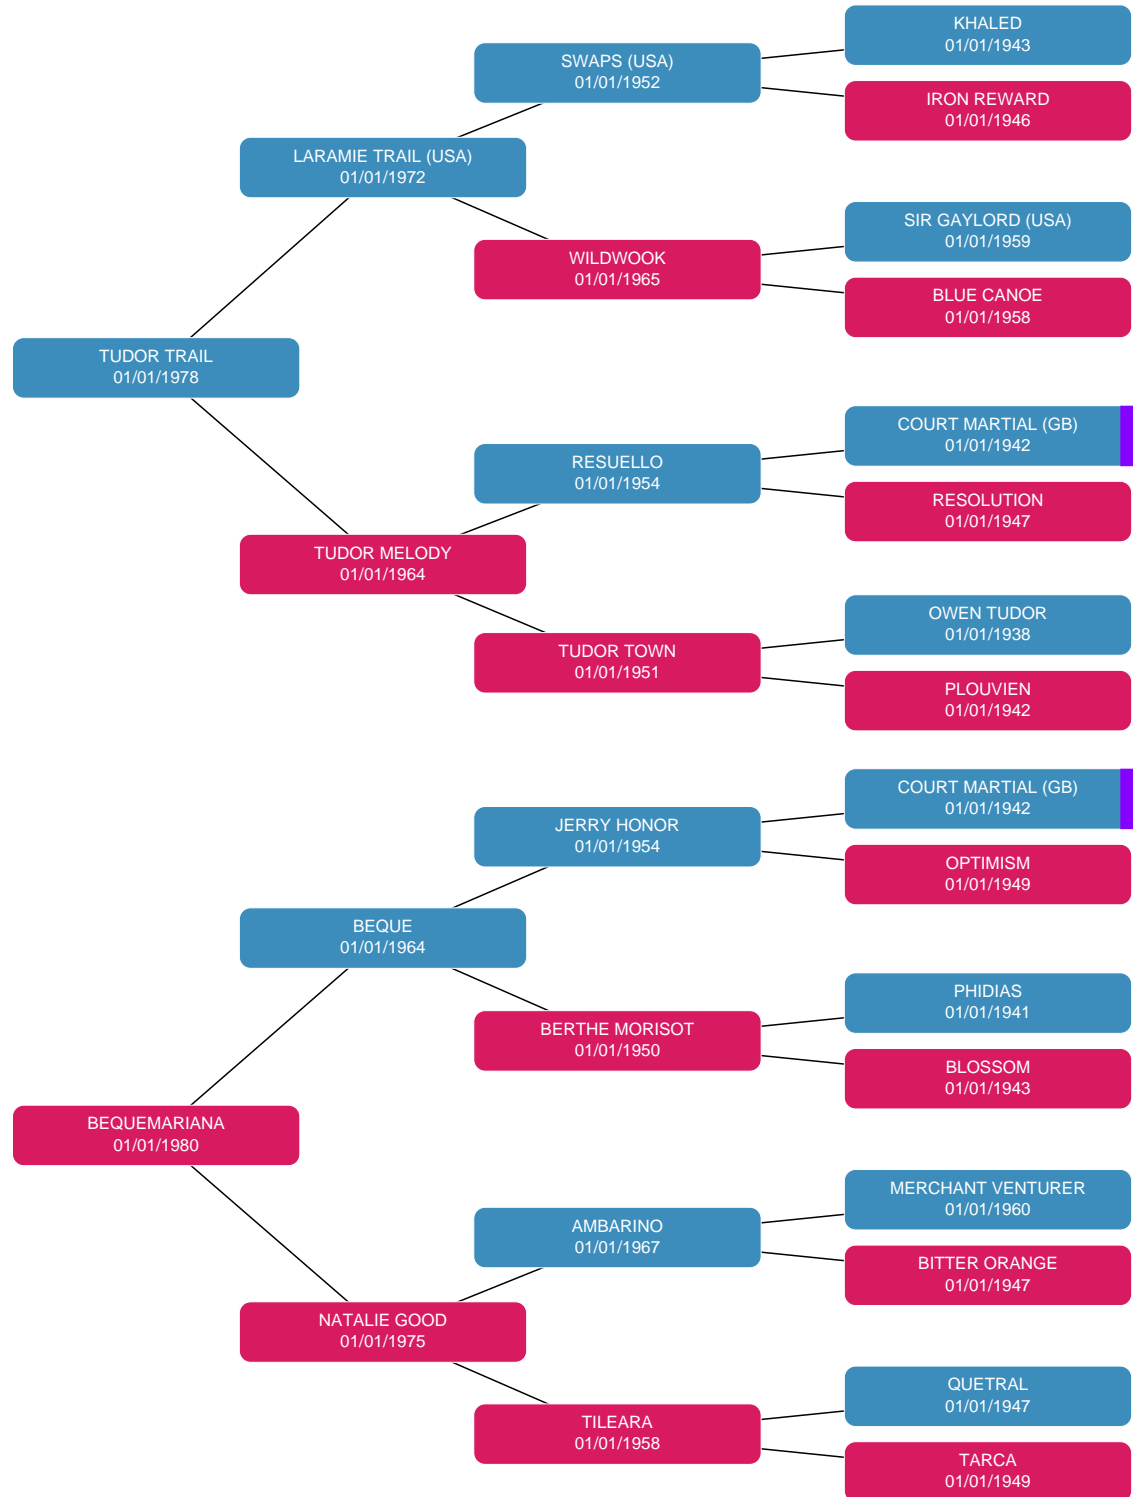 KHALED
01/01/1943
SWAPS (USA)
01/01/1952
IRON REWARD
01/01/1946
LARAMIE TRAIL (USA)
01/01/1972
SIR GAYLORD (USA)
01/01/1959
WILDWOOK
01/01/1965
BLUE CANOE
01/01/1958
TUDOR TRAIL
01/01/1978
COURT MARTIAL (GB)
01/01/1942
RESUELLO
01/01/1954
RESOLUTION
01/01/1947
TUDOR MELODY
01/01/1964
OWEN TUDOR
01/01/1938
TUDOR TOWN
01/01/1951
PLOUVIEN
01/01/1942
COURT MARTIAL (GB)
01/01/1942
JERRY HONOR
01/01/1954
OPTIMISM
01/01/1949
BEQUE
01/01/1964
PHIDIAS
01/01/1941
BERTHE MORISOT
01/01/1950
BLOSSOM
01/01/1943
BEQUEMARIANA
01/01/1980
MERCHANT VENTURER
01/01/1960
AMBARINO
01/01/1967
BITTER ORANGE
01/01/1947
NATALIE GOOD
01/01/1975
QUETRAL
01/01/1947
TILEARA
01/01/1958
TARCA
01/01/1949